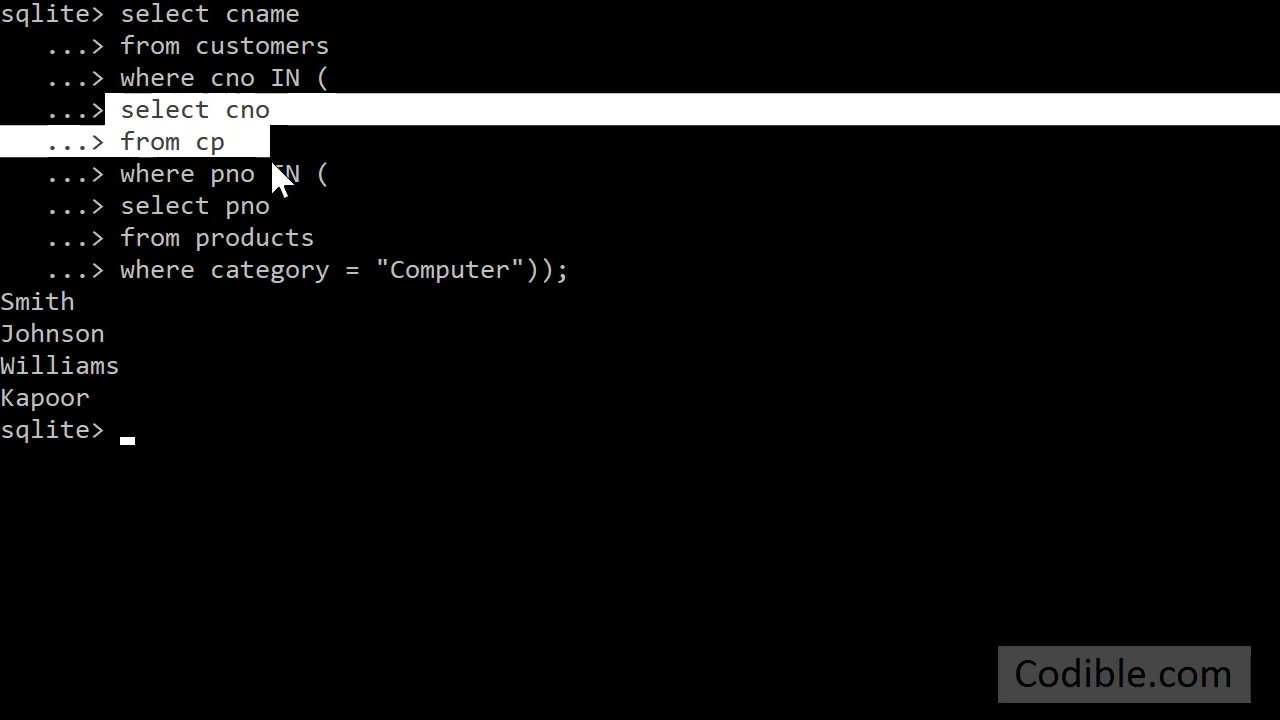 sqlite> select cname
...> from customers
...> where cno IN (
...> select cno
...> from cp
...> where pno IN (
...> select pno
...> from products
...> where category = "Computer"));
Smith
Johnson
Williams
Kapoor
sqlite>
Codible.com